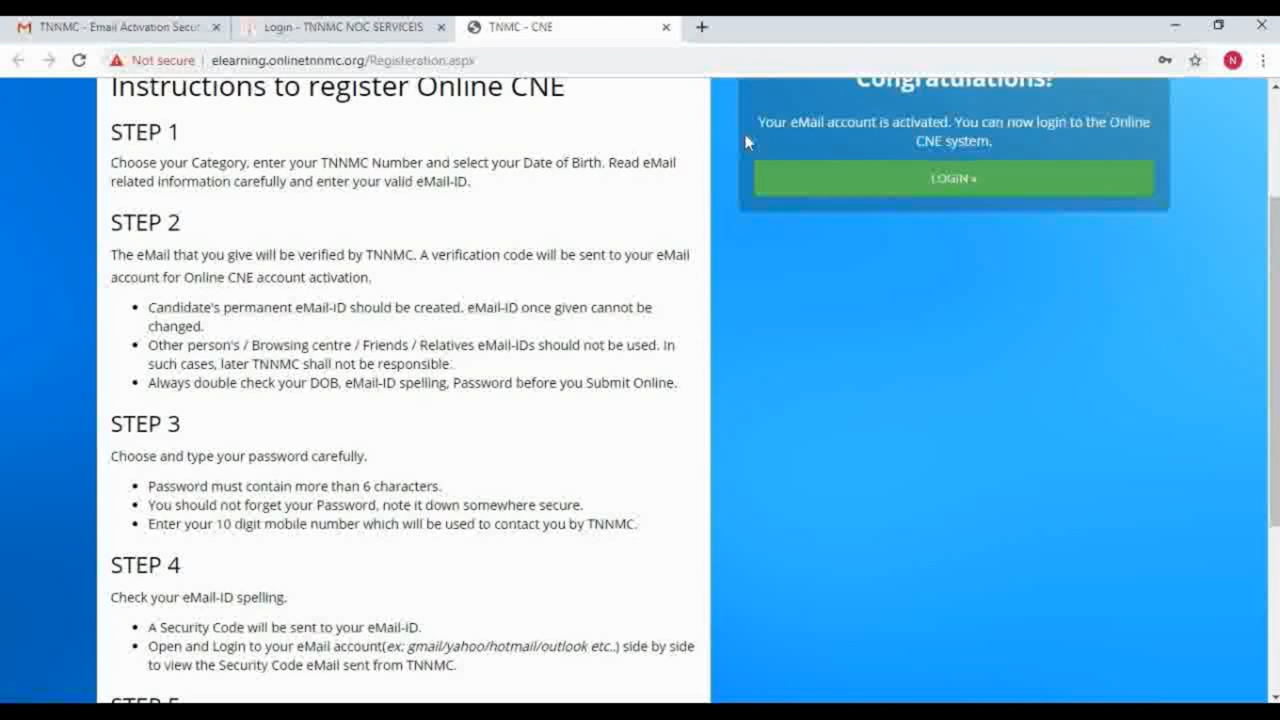 TNNMC - Email Activation Secur
Login - TNNMC NOC SERVICEIS
TNMC - CNE
Not secure
elearning.onlinetnnmc.org/Registeration.aspx
N
Instructions to register Online CNE
STEP 1
Choose your Category, enter your TNNMC Number and select your Date of Birth. Read eMail
related information carefully and enter your valid eMail-ID.
STEP 2
The eMail that you give will be verified by TNNMC. A verification code will be sent to your eMail
account for Online CNE account activation.
Candidate's permanent eMail-ID should be created. eMail-ID once given cannot be
changed.
Other person's / Browsing centre / Friends / Relatives eMail-IDs should not be used. In
such cases, later TNNMC shall not be responsible.
Always double check your DOB, eMail-ID spelling, Password before you Submit Online.
STEP 3
Choose and type your password carefully.
Password must contain more than 6 characters.
You should not forget your Password, note it down somewhere secure.
Enter your 10 digit mobile number which will be used to contact you by TNNMC.
STEP 4
Check your eMail-ID spelling.
A Security Code will be sent to your eMail-ID.
Open and Login to your eMail account(ex: gmail/yahoo/hotmail/outlook etc..) side by side
to view the Security Code eMail sent from TNNMC.
STEP 5
Congratulations!
Your eMail account is activated. You can now login to the Online
CNE system.
LOGIN »